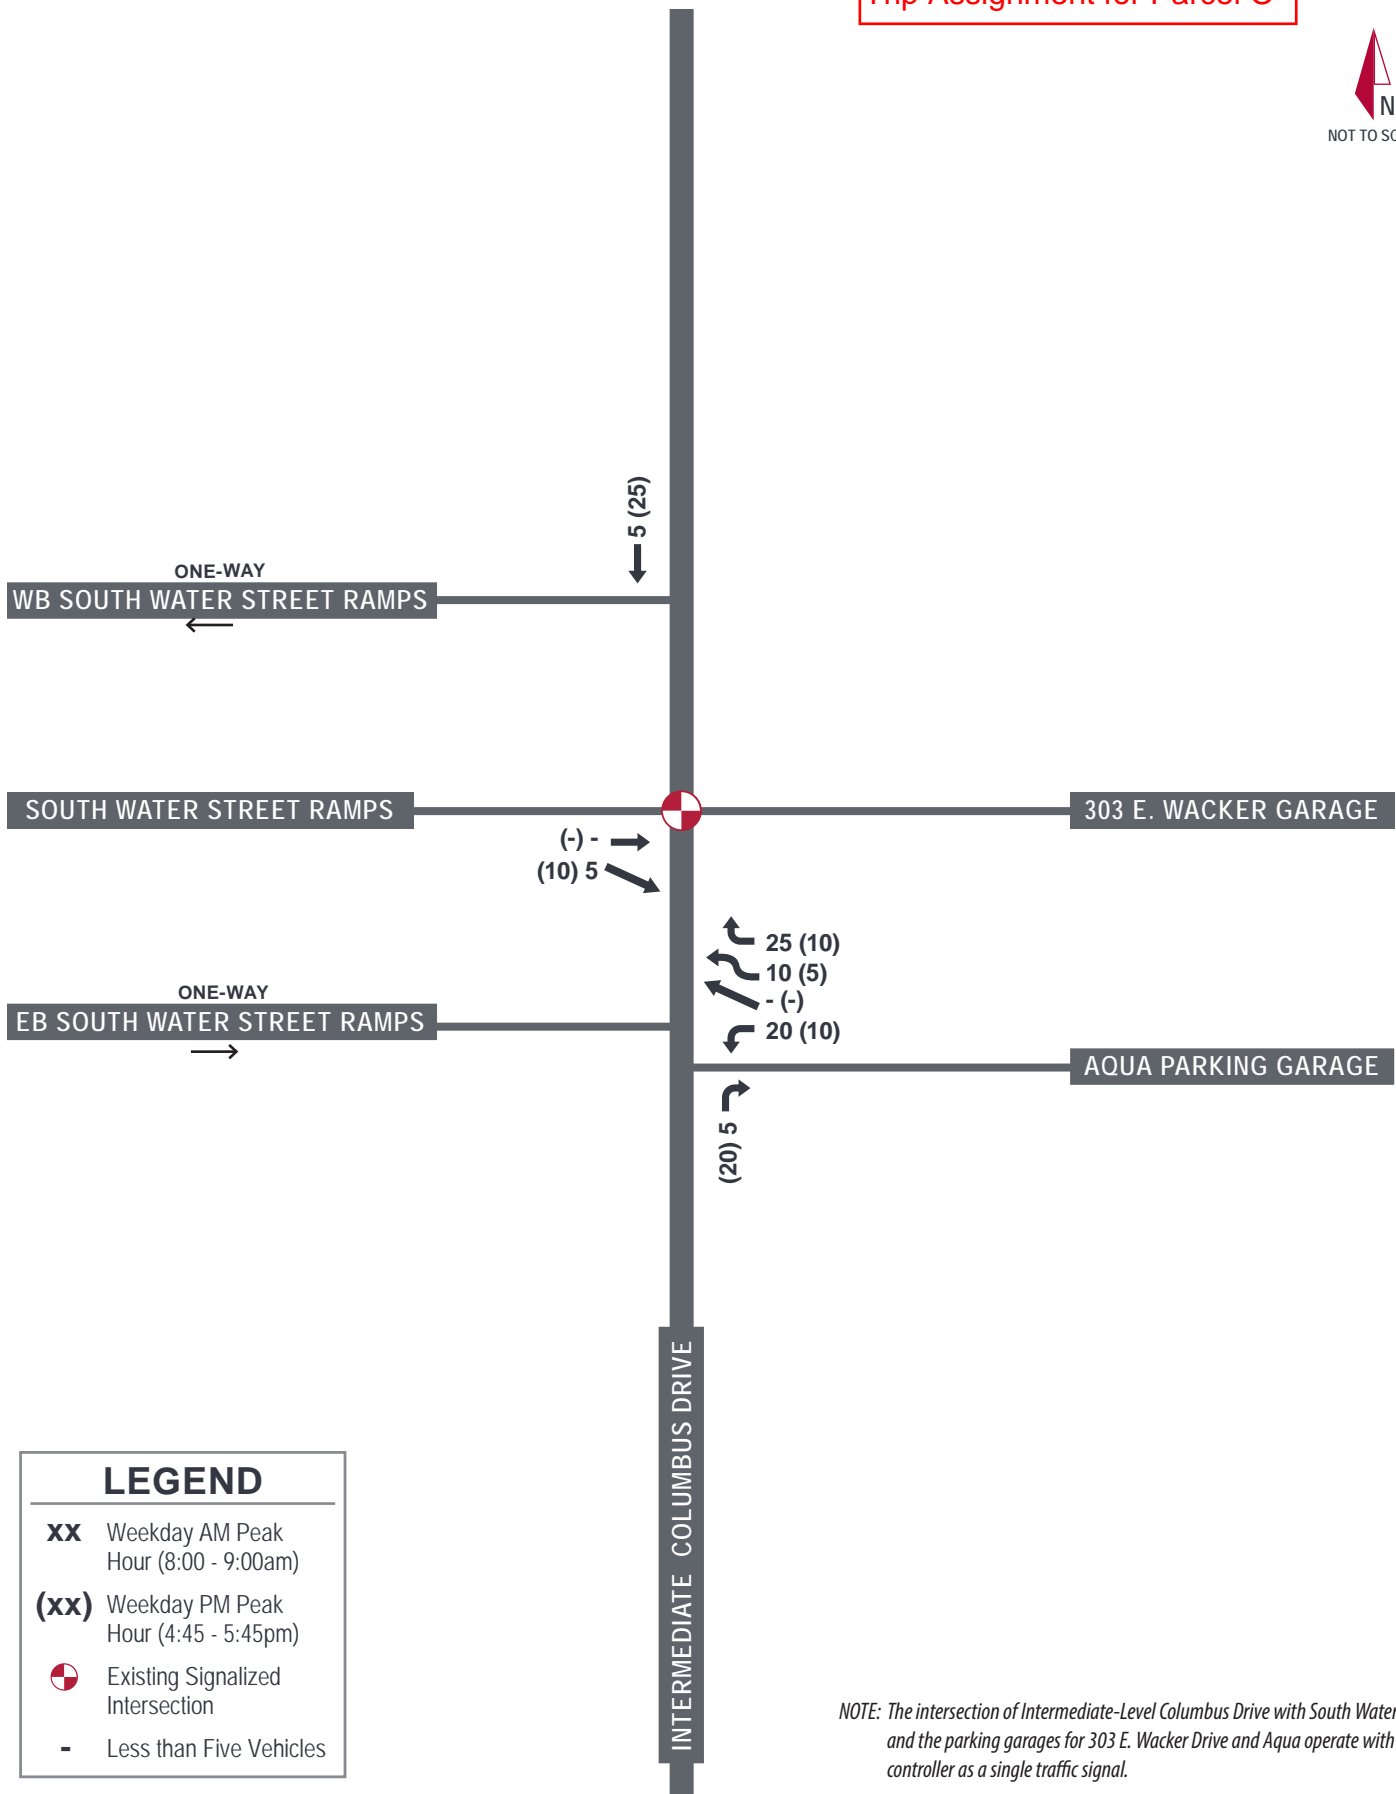 Trip Assignment for Parcel
N
NOT TO
5 (25)
ONE-WAY
WB SOUTH WATER STREET RAMPS
SOUTH WATER STREET RAMPS
303 E. WACKER GARAGE
(-) -
(10) 5
25 (10)
10 (5)
- (-)
20 (10)
ONE-WAY
EB SOUTH WATER STREET RAMPS
AQUA PARKING GARAGE
(20) 5
INTERMEDIATE COLUMBUS DRIVE
LEGEND
XX Weekday AM Peak
Hour (8:00 - 9:00am)
(XX) Weekday PM Peak
Hour (4:45 - 5:45pm)
Existing Signalized
Intersection
- Less than Five Vehicles
NOTE: The intersection of Intermediate-Level Columbus Drive with South Water
and the parking garages for 303 E. Wacker Drive and Aqua operate with
controller as a single traffic signal.